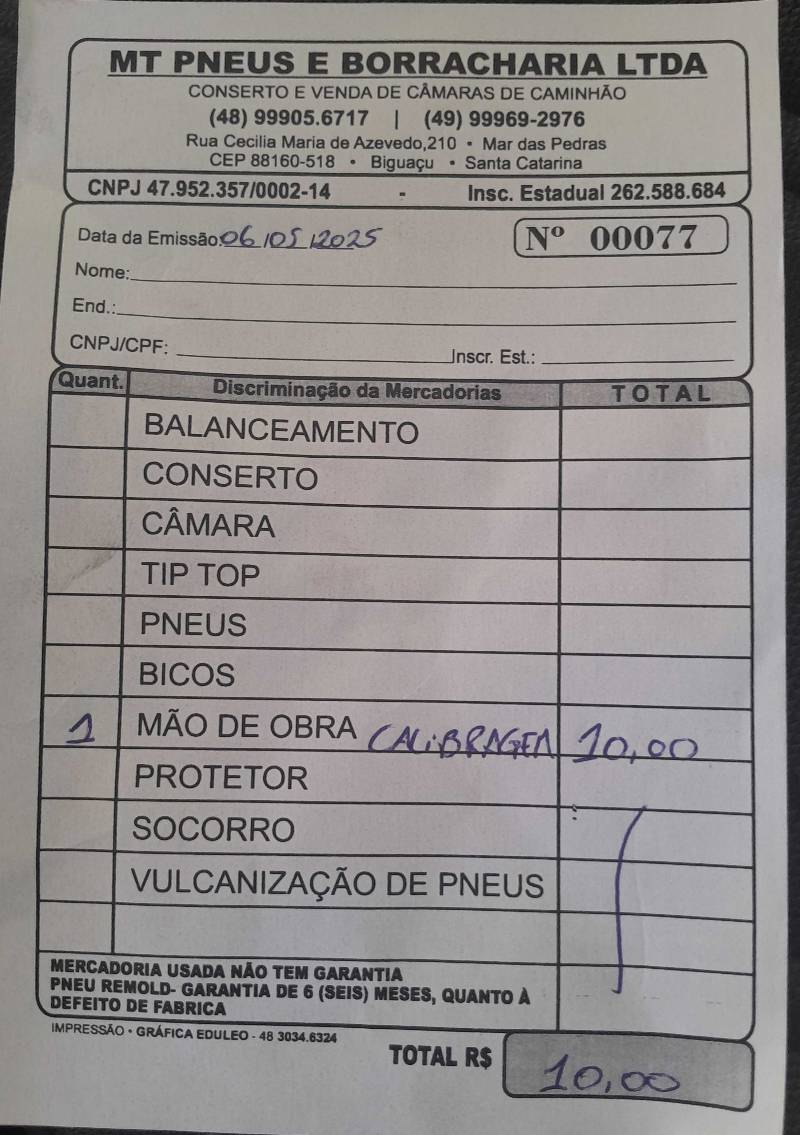 MT PNEUS E BORRACHARIA LTDA
CONSERTO E VENDA DE CÂMARAS DE CAMINHÃO
(48) 99905.6717 | (49) 99969-2976
Rua Cecilia Maria de Azevedo,210 • Mar das Pedras
CEP 88160-518 • Biguaçu • Santa Catarina
CNPJ 47.952.357/0002-14 - Insc. Estadual 262.588.684
Data da Emissão: 06/05/2025 Nº 00077
Nome:
End.:
CNPJ/CPF: Inscr. Est.:
Quant. Discriminação da Mercadorias TOTAL
BALANCEAMENTO
CONSERTO
CÂMARA
TIP TOP
PNEUS
BICOS
1 MÃO DE OBRA CALIBRAGEM 10,00
PROTETOR
SOCORRO
VULCANIZAÇÃO DE PNEUS
MERCADORIA USADA NÃO TEM GARANTIA
PNEU REMOLD- GARANTIA DE 6 (SEIS) MESES, QUANTO À
DEFEITO DE FABRICA
IMPRESSÃO • GRÁFICA EDULEO - 48 3034.6324
TOTAL R$ 10,00